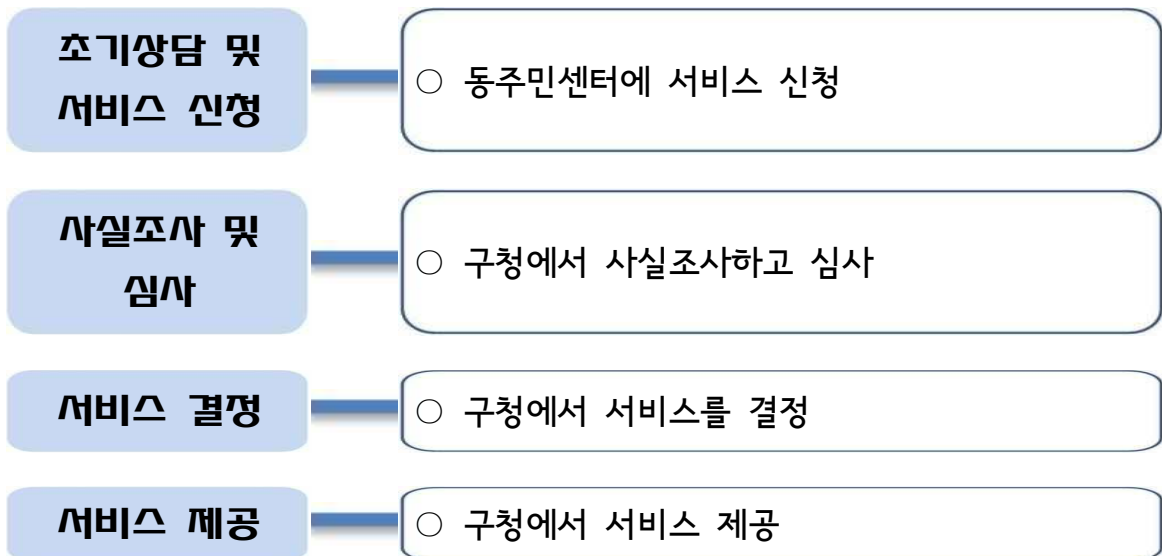 초기상담 및
서비스 신청
○ 동주민센터에 서비스 신청
사실조사 및
심사
○ 구청에서 사실조사하고 심사
서비스 결정
○ 구청에서 서비스를 결정
서비스 제공
○ 구청에서 서비스 제공